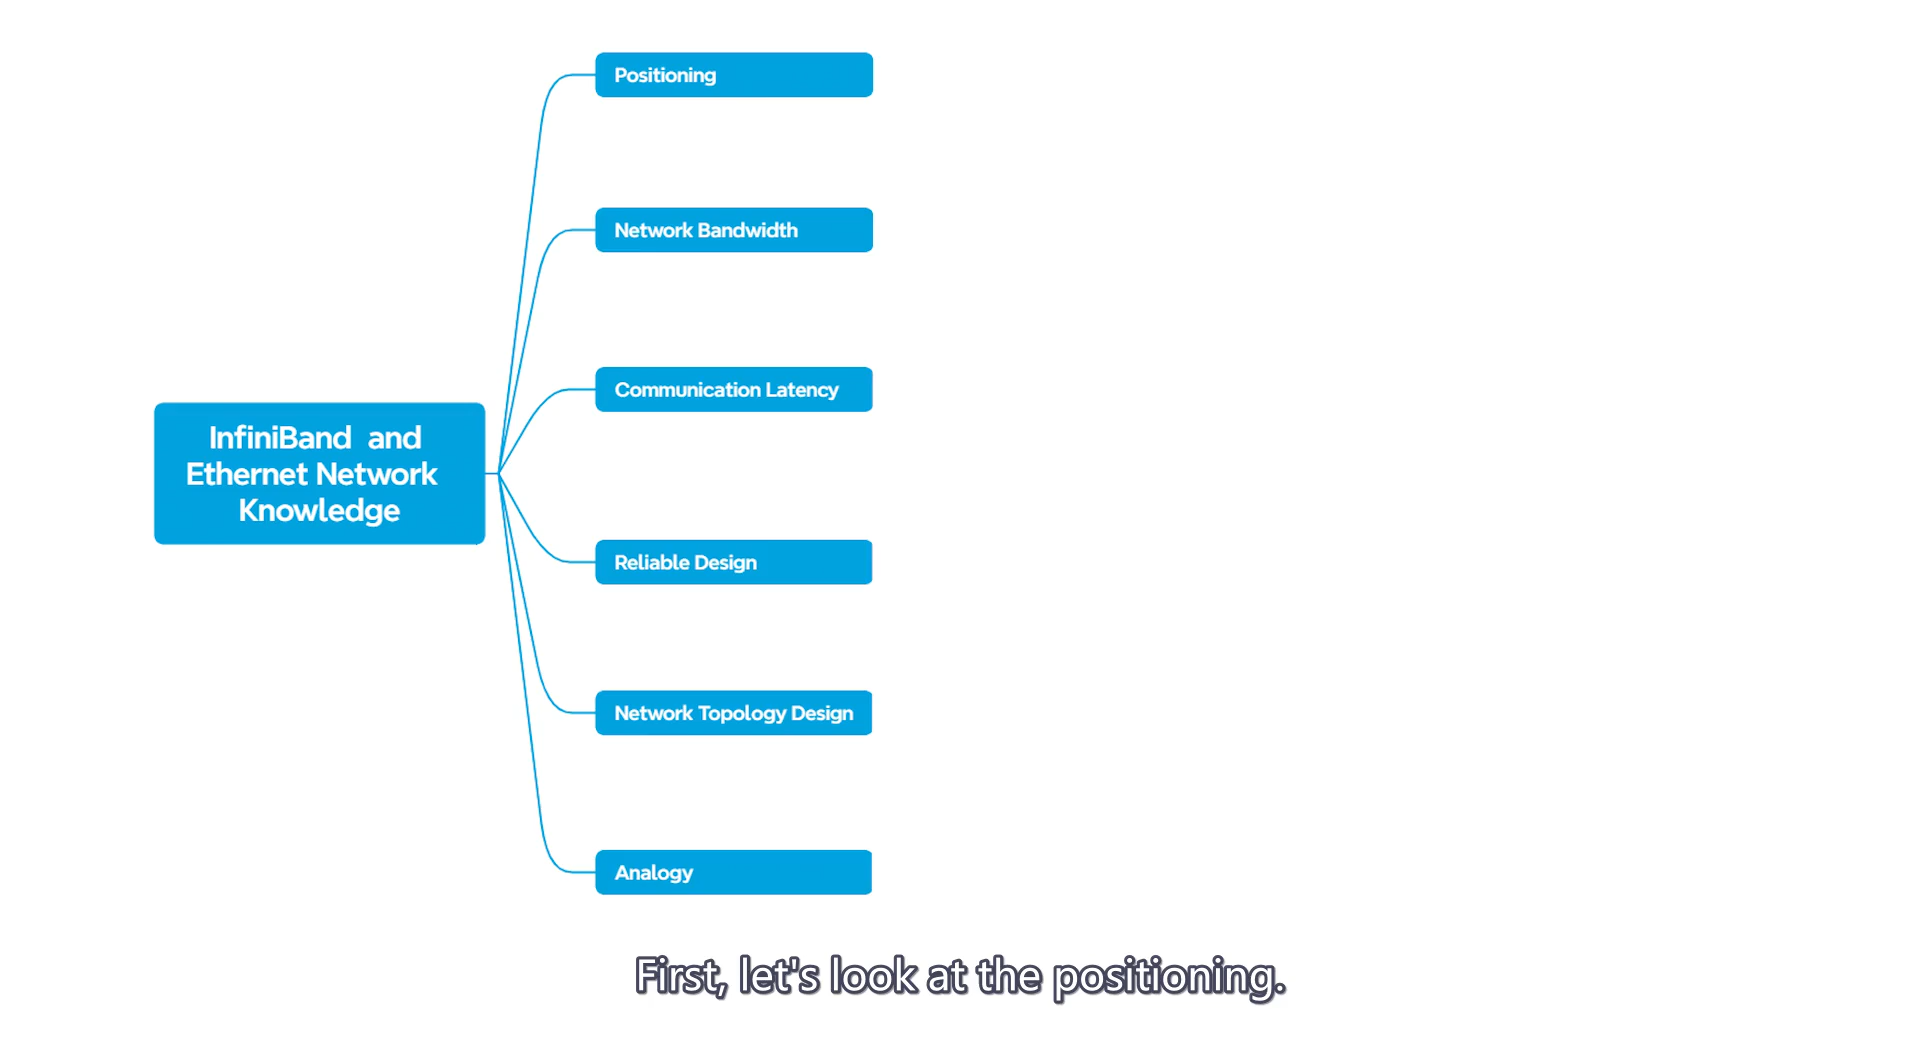 Positioning
Network Bandwidth
Communication Latency
InfiniBand and
Ethernet Network
Knowledge
Reliable Design
Network Topology Design
Analogy
First, let's look at the positioning.